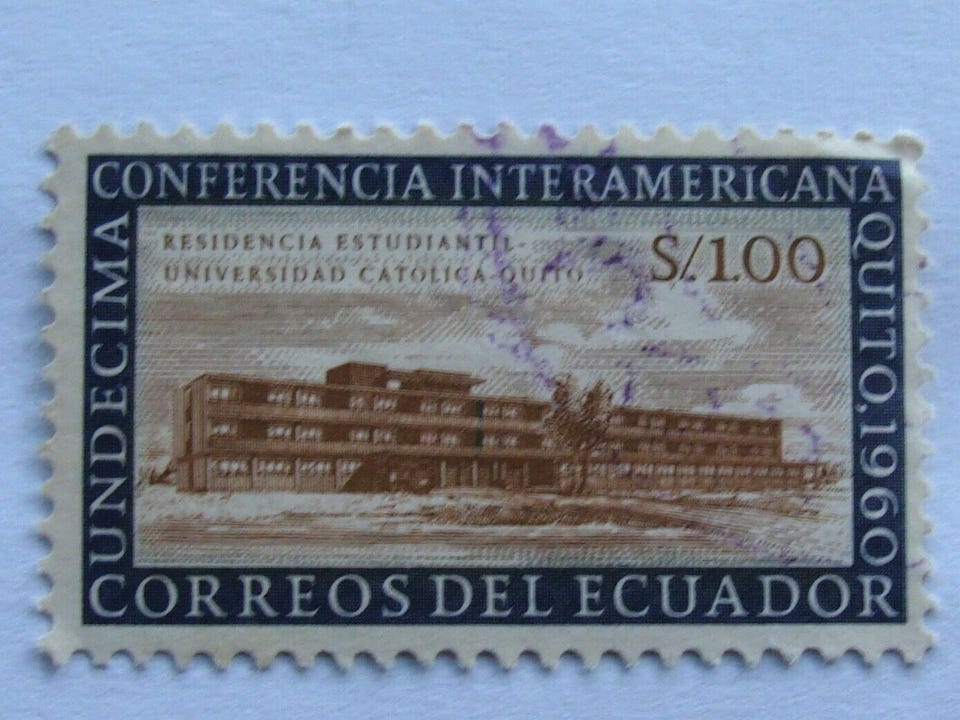 UNDECIMA
CONFERENCIA INTERAMERICANA
QUITO, 1960
RESIDENCIA ESTUDIANTIL-
UNIVERSIDAD CATOLICA-QUITO
S/.1.00
CORREOS DEL ECUADOR